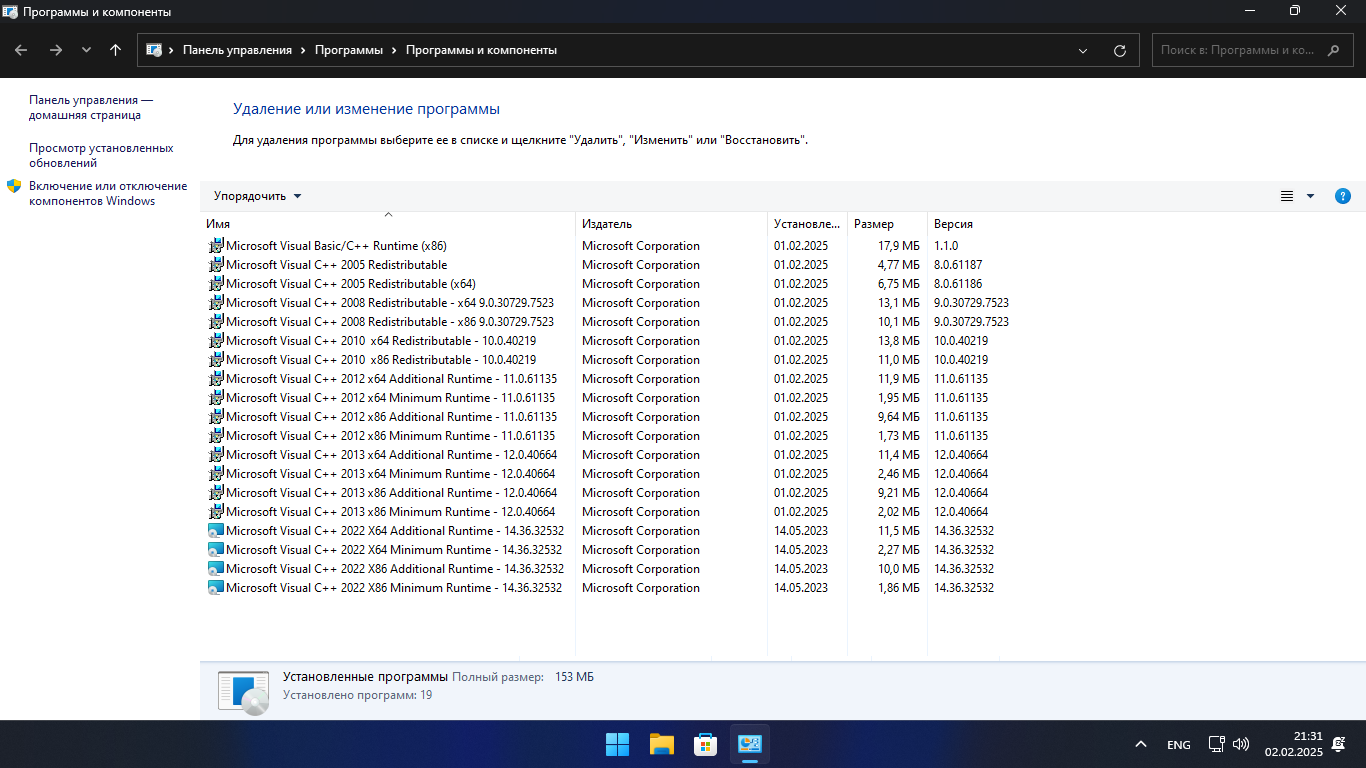 Программы и компоненты
Панель управления › Программы › Программы и компоненты
Поиск в: Программы и ко...
Панель управления —
домашняя страница
Просмотр установленных
обновлений
Включение или отключение
компонентов Windows
Удаление или изменение программы
Для удаления программы выберите ее в списке и щелкните "Удалить", "Изменить" или "Восстановить".
Упорядочить
Имя Издатель Установле... Размер Версия
Microsoft Visual Basic/C++ Runtime (x86) Microsoft Corporation 01.02.2025 17,9 МБ 1.1.0
Microsoft Visual C++ 2005 Redistributable Microsoft Corporation 01.02.2025 4,77 МБ 8.0.61187
Microsoft Visual C++ 2005 Redistributable (x64) Microsoft Corporation 01.02.2025 6,75 МБ 8.0.61186
Microsoft Visual C++ 2008 Redistributable - x64 9.0.30729.7523 Microsoft Corporation 01.02.2025 13,1 МБ 9.0.30729.7523
Microsoft Visual C++ 2008 Redistributable - x86 9.0.30729.7523 Microsoft Corporation 01.02.2025 10,1 МБ 9.0.30729.7523
Microsoft Visual C++ 2010  x64 Redistributable - 10.0.40219 Microsoft Corporation 01.02.2025 13,8 МБ 10.0.40219
Microsoft Visual C++ 2010  x86 Redistributable - 10.0.40219 Microsoft Corporation 01.02.2025 11,0 МБ 10.0.40219
Microsoft Visual C++ 2012 x64 Additional Runtime - 11.0.61135 Microsoft Corporation 01.02.2025 11,9 МБ 11.0.61135
Microsoft Visual C++ 2012 x64 Minimum Runtime - 11.0.61135 Microsoft Corporation 01.02.2025 1,95 МБ 11.0.61135
Microsoft Visual C++ 2012 x86 Additional Runtime - 11.0.61135 Microsoft Corporation 01.02.2025 9,64 МБ 11.0.61135
Microsoft Visual C++ 2012 x86 Minimum Runtime - 11.0.61135 Microsoft Corporation 01.02.2025 1,73 МБ 11.0.61135
Microsoft Visual C++ 2013 x64 Additional Runtime - 12.0.40664 Microsoft Corporation 01.02.2025 11,4 МБ 12.0.40664
Microsoft Visual C++ 2013 x64 Minimum Runtime - 12.0.40664 Microsoft Corporation 01.02.2025 2,46 МБ 12.0.40664
Microsoft Visual C++ 2013 x86 Additional Runtime - 12.0.40664 Microsoft Corporation 01.02.2025 9,21 МБ 12.0.40664
Microsoft Visual C++ 2013 x86 Minimum Runtime - 12.0.40664 Microsoft Corporation 01.02.2025 2,02 МБ 12.0.40664
Microsoft Visual C++ 2022 X64 Additional Runtime - 14.36.32532 Microsoft Corporation 14.05.2023 11,5 МБ 14.36.32532
Microsoft Visual C++ 2022 X64 Minimum Runtime - 14.36.32532 Microsoft Corporation 14.05.2023 2,27 МБ 14.36.32532
Microsoft Visual C++ 2022 X86 Additional Runtime - 14.36.32532 Microsoft Corporation 14.05.2023 10,0 МБ 14.36.32532
Microsoft Visual C++ 2022 X86 Minimum Runtime - 14.36.32532 Microsoft Corporation 14.05.2023 1,86 МБ 14.36.32532
Установленные программы Полный размер: 153 МБ
Установлено программ: 19
ENG
21:31
02.02.2025